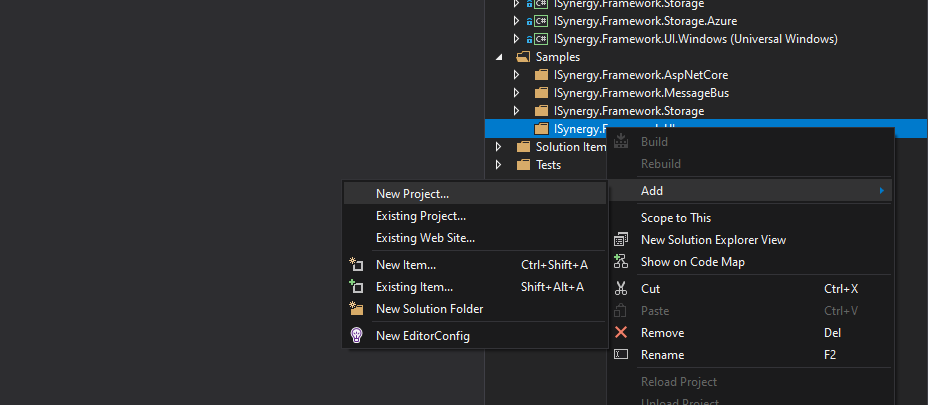 C# ISynergy.Framework.Storage
C# ISynergy.Framework.Storage.Azure
C# ISynergy.Framework.UI.Windows (Universal Windows)
Samples
ISynergy.Framework.AspNetCore
ISynergy.Framework.MessageBus
ISynergy.Framework.Storage
Solution Item
Tests
Build
Rebuild
Add
Scope to This
New Solution Explorer View
Show on Code Map
Cut Ctrl+X
Paste Ctrl+V
Remove Del
Rename F2
Reload Project
Unload Project
New Project...
Existing Project...
Existing Web Site...
New Item... Ctrl+Shift+A
Existing Item... Shift+Alt+A
New Solution Folder
New EditorConfig